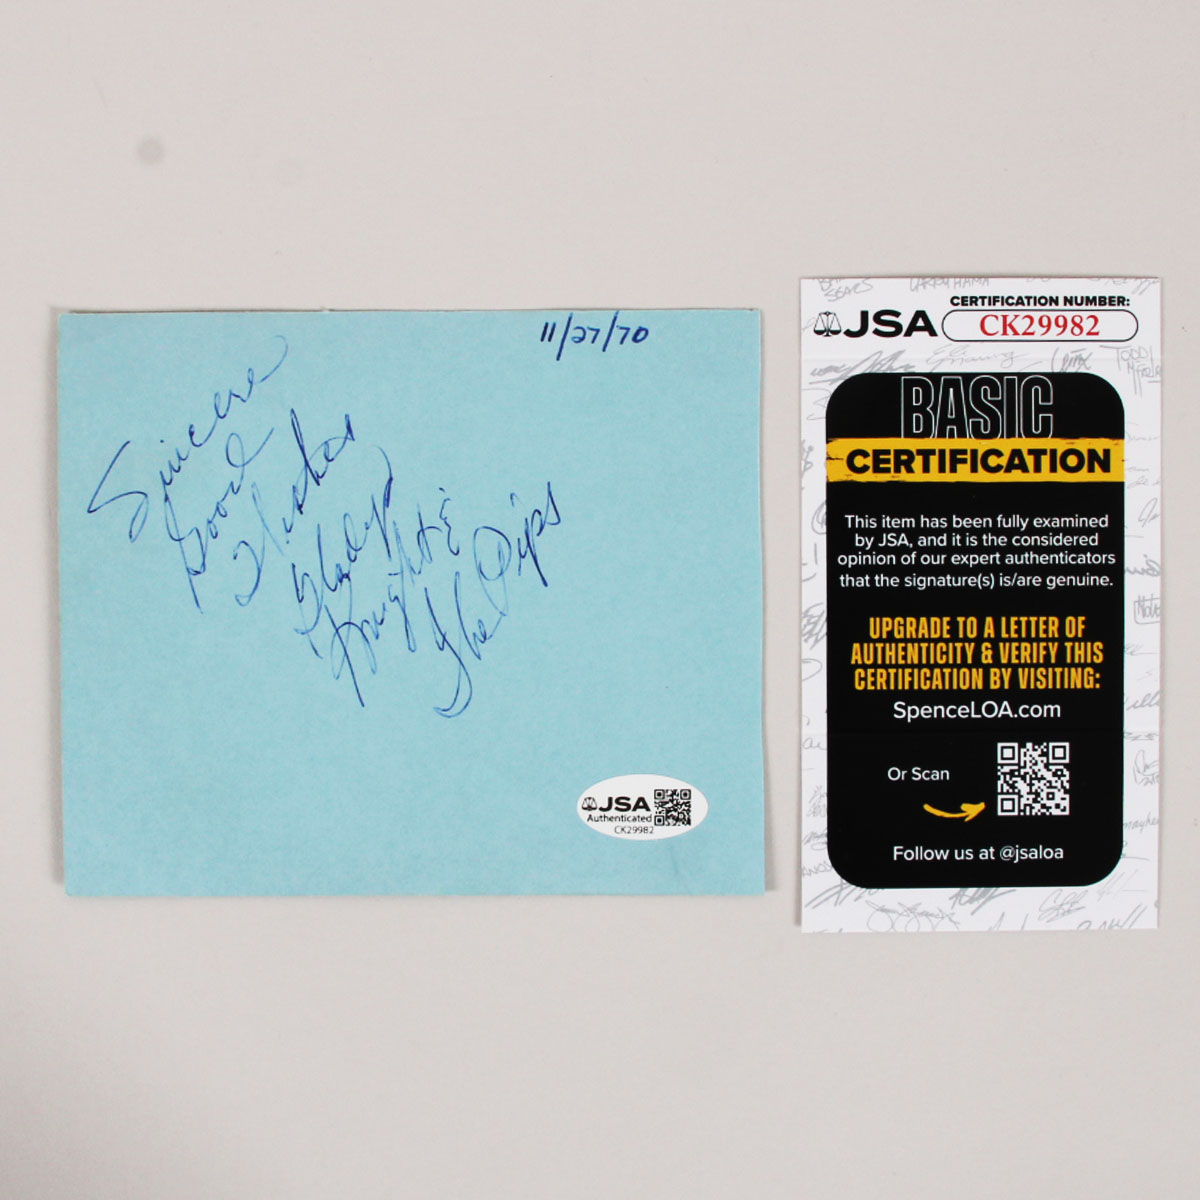 11/27/70
Sincere
Good
Wishes
Gladys
Knight &
The Pips
JSA
Authenticated
CK29982
JSA
CERTIFICATION NUMBER:
CK29982
BASIC
CERTIFICATION
This item has been fully examined
by JSA, and it is the considered
opinion of our expert authenticators
that the signature(s) is/are genuine.
UPGRADE TO A LETTER OF
AUTHENTICITY & VERIFY THIS
CERTIFICATION BY VISITING:
SpenceLOA.com
Or Scan
Follow us at @jsaloa